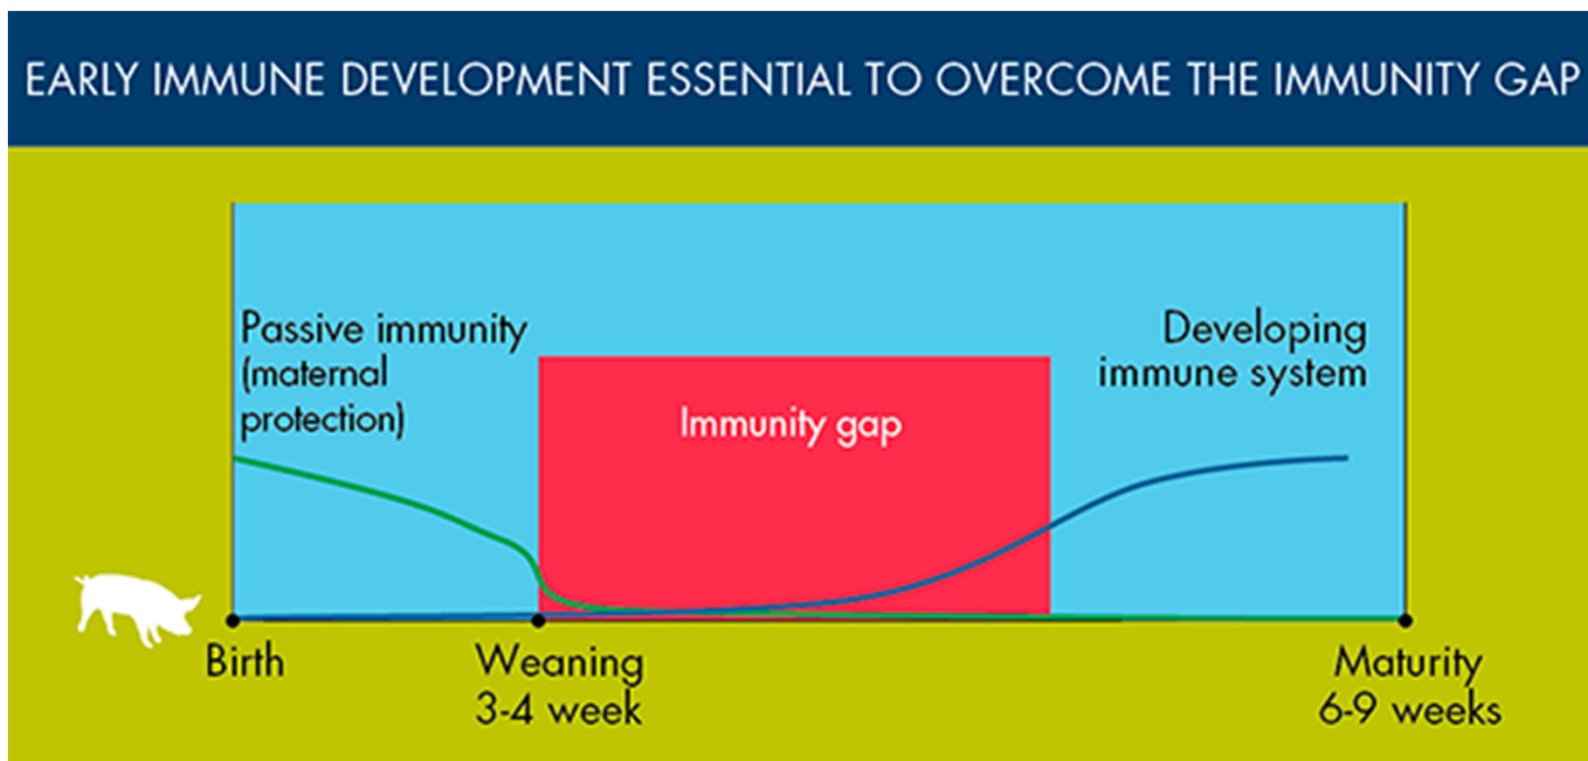 EARLY IMMUNE DEVELOPMENT ESSENTIAL TO OVERCOME THE IMMUNITY GAP
Passive immunity
(maternal
protection)
Immunity gap
Developing
immune system
Birth
Weaning
3-4 week
Maturity
6-9 weeks